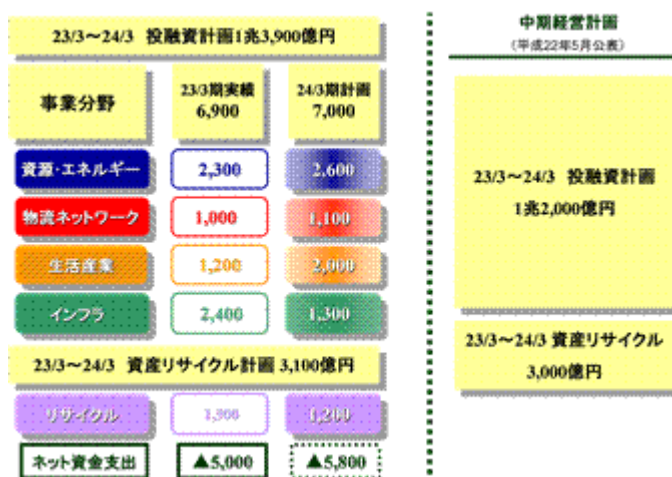 23/3～24/3 投融資計画1兆3,900億円
事業分野
23/3期実績
6,900
24/3期計画
7,000
資源・エネルギー
2,300
2,600
物流ネットワーク
1,000
1,100
生活産業
1,200
2,000
インフラ
2,400
1,300
23/3～24/3 資産リサイクル計画 3,100億円
リサイクル
1,900
1,200
ネット資金支出
▲5,000
▲5,800
中期経営計画
（平成22年5月公表）
23/3～24/3 投融資計画
1兆2,000億円
23/3～24/3 資産リサイクル
3,000億円